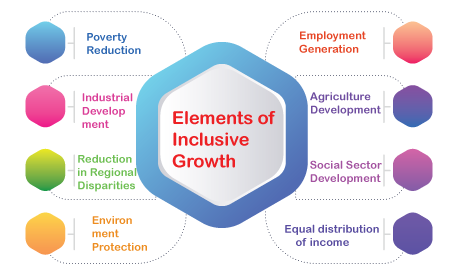 Poverty
Reduction
Industrial
Develop
ment
Reduction
in Regional
Disparities
Environ
ment
Protection
Elements of
Inclusive
Growth
Employment
Generation
Agriculture
Development
Social Sector
Development
Equal distribution
of income